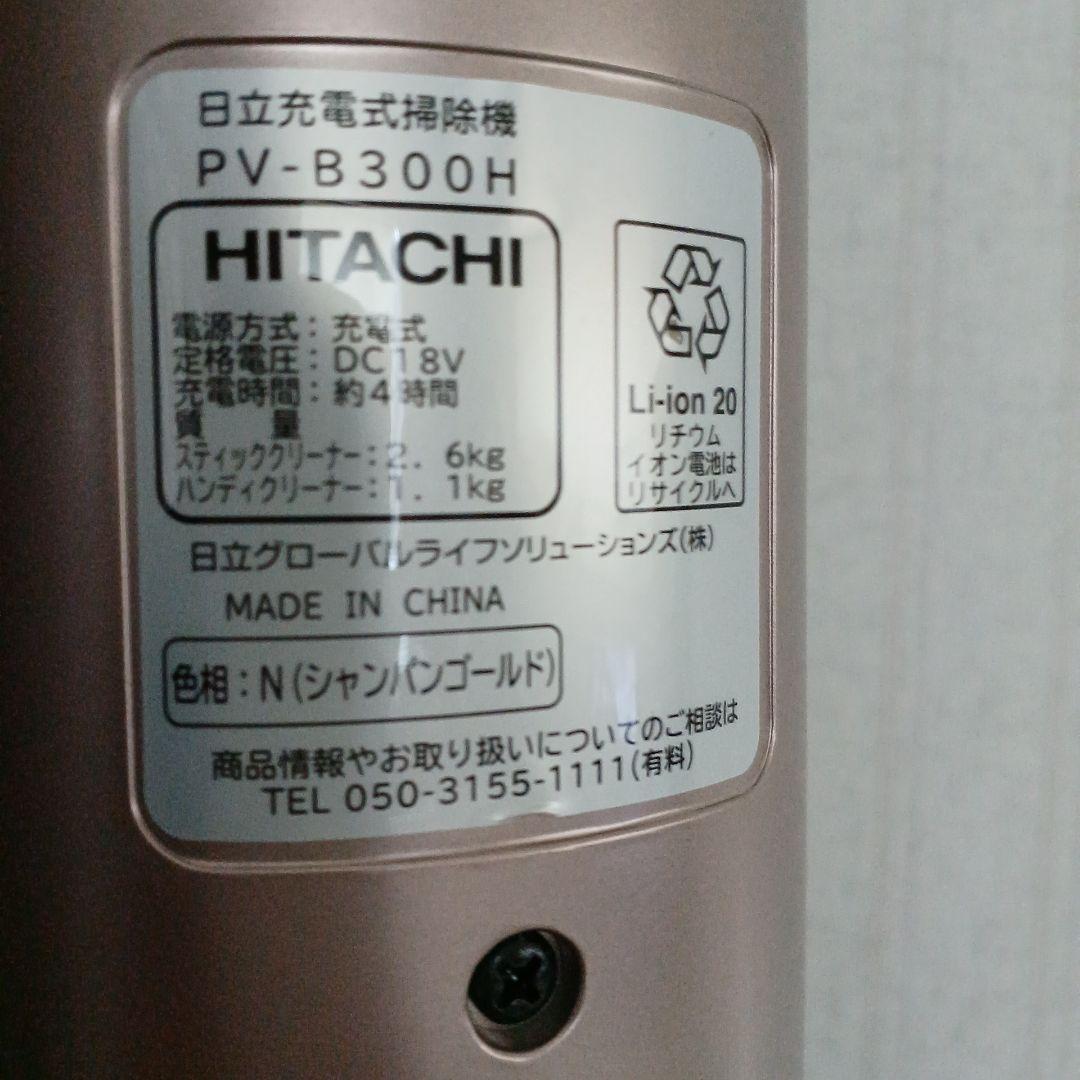 日立充電式掃除機
PV-B300H
HITACHI
電源方式：充電式
定格電圧：DC18V
充電時間：約4時間
質　　量
スティッククリーナー：2.6kg
ハンディクリーナー：1.1kg
Li-ion 20
リチウム
イオン電池は
リサイクルへ
日立グローバルライフソリューションズ(株)
MADE IN CHINA
色相：N(シャンパンゴールド)
商品情報やお取り扱いについてのご相談は
TEL 050-3155-1111(有料)